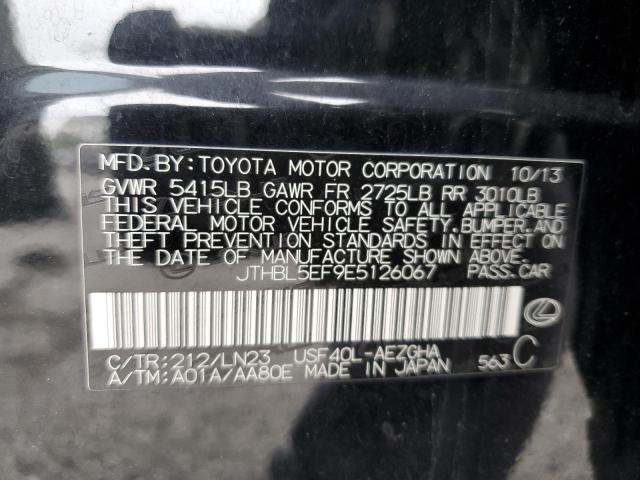 MFD.BY:TOYOTA MOTOR CORPORATION 10/13
GVWR 5415LB GAWR FR 2725LB RR 3010LB
THIS VEHICLE CONFORMS TO ALL APPLICABLE
FEDERAL MOTOR VEHICLE SAFETY,BUMPER,AND
THEFT PREVENTION STANDARDS IN EFFECT ON
THE DATE OF MANUFACTURE SHOWN ABOVE.
JTHBL5EF9E5126067 PASS.CAR
C/TR:212/LN23 USF40L-AEZGHA
A/TM:A01A/AA80E MADE IN JAPAN 563C